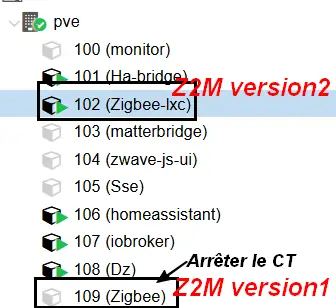 pve
100 (monitor)
101 (Ha-bridge)
Z2M version2
102 (Zigbee-lxc)
103 (matterbridge)
104 (zwave-js-ui)
105 (Sse)
106 (homeassistant)
107 (iobroker)
Arrêter le CT
108 (Dz)
109 (Zigbee)
Z2M version1